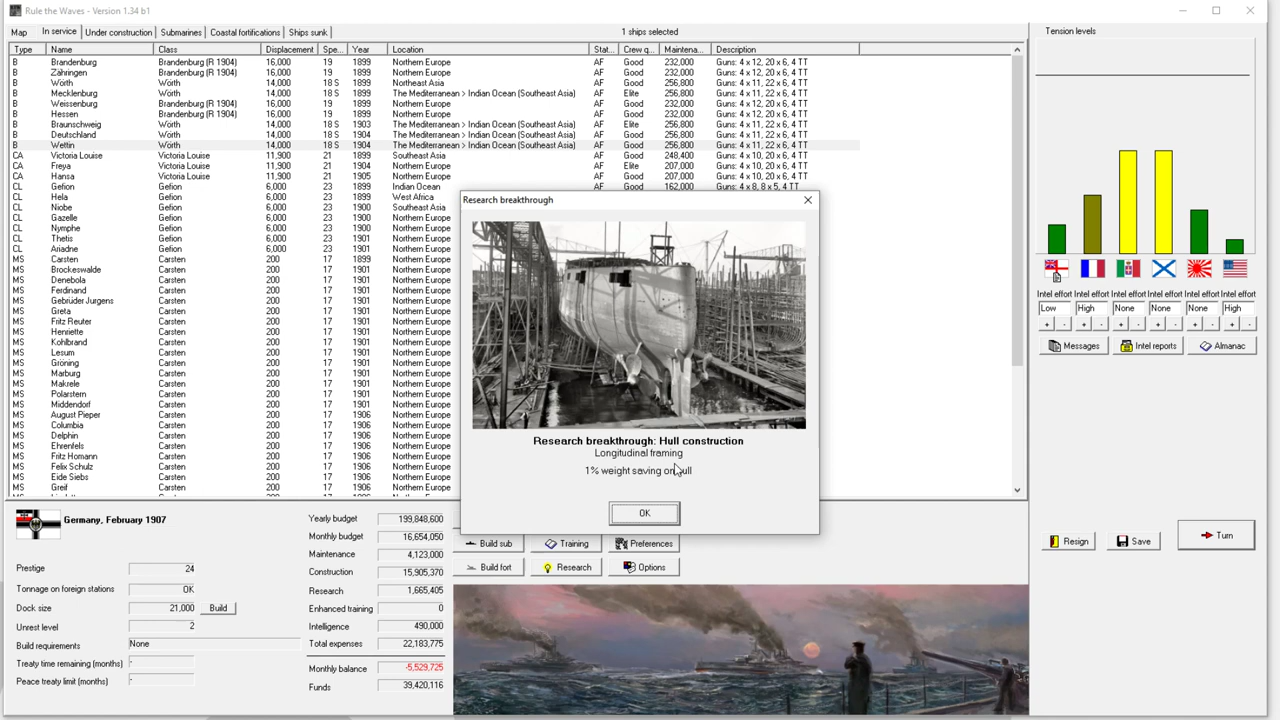 Rule the Waves - Version 1.34 b1
Map In service Under construction Submarines Coastal fortifications Ships sunk 1 ships selected
Type Name Class Displacement Spe... Year Location Stat... Crew q... Maintena... Description
B Brandenburg Brandenburg (R 1904) 16,000 19 1899 Northern Europe AF Good 232,000 Guns: 4 x 12, 20 x 6, 4 TT
B Zähringen Brandenburg (R 1904) 16,000 19 1899 Northern Europe AF Good 232,000 Guns: 4 x 12, 20 x 6, 4 TT
B Wörth Wörth 14,000 18 S 1899 Northeast Asia AF Good 256,800 Guns: 4 x 11, 22 x 6, 4 TT
B Mecklenburg Wörth 14,000 18 S 1899 The Mediterranean > Indian Ocean (Southeast Asia) AF Elite 256,800 Guns: 4 x 11, 22 x 6, 4 TT
B Weissenburg Brandenburg (R 1904) 16,000 19 1899 Northern Europe AF Good 232,000 Guns: 4 x 12, 20 x 6, 4 TT
B Hessen Brandenburg (R 1904) 16,000 19 1899 Northern Europe AF Good 232,000 Guns: 4 x 12, 20 x 6, 4 TT
B Braunschweig Wörth 14,000 18 S 1903 The Mediterranean > Indian Ocean (Southeast Asia) AF Elite 256,800 Guns: 4 x 11, 22 x 6, 4 TT
B Deutschland Wörth 14,000 18 S 1904 The Mediterranean > Indian Ocean (Southeast Asia) AF Good 256,800 Guns: 4 x 11, 22 x 6, 4 TT
B Wettin Wörth 14,000 18 S 1904 The Mediterranean > Indian Ocean (Southeast Asia) AF Good 256,800 Guns: 4 x 11, 22 x 6, 4 TT
CA Victoria Louise Victoria Louise 11,900 21 1899 Southeast Asia AF Good 248,400 Guns: 4 x 10, 20 x 6, 4 TT
CA Freya Victoria Louise 11,900 21 1904 Northern Europe AF Elite 207,000 Guns: 4 x 10, 20 x 6, 4 TT
CA Hansa Victoria Louise 11,900 21 1905 Northern Europe AF Good 207,000 Guns: 4 x 10, 20 x 6, 4 TT
CL Gefion Gefion 6,000 23 1899 Indian Ocean AF Good 162,000 Guns: 4 x 8, 8 x 5, 4 TT
CL Hela Gefion 6,000 23 1899 West Africa
CL Niobe Gefion 6,000 23 1900 Southeast Asia
CL Gazelle Gefion 6,000 23 1900 Northern Europe
CL Nymphe Gefion 6,000 23 1900 Northern Europe
CL Thetis Gefion 6,000 23 1901 Northern Europe
CL Ariadne Gefion 6,000 23 1901 Northern Europe
MS Carsten Carsten 200 17 1899 Northern Europe
MS Brockeswalde Carsten 200 17 1901 Northern Europe
MS Denebola Carsten 200 17 1901 Northern Europe
MS Ferdinand Carsten 200 17 1901 Northern Europe
MS Gebrüder Jurgens Carsten 200 17 1901 Northern Europe
MS Greta Carsten 200 17 1901 Northern Europe
MS Fritz Reuter Carsten 200 17 1901 Northern Europe
MS Henriette Carsten 200 17 1901 Northern Europe
MS Kohlbrand Carsten 200 17 1901 Northern Europe
MS Lesum Carsten 200 17 1901 Northern Europe
MS Gröning Carsten 200 17 1901 Northern Europe
MS Marburg Carsten 200 17 1901 Northern Europe
MS Makrele Carsten 200 17 1901 Northern Europe
MS Polarstern Carsten 200 17 1901 Northern Europe
MS Middendorf Carsten 200 17 1901 Northern Europe
MS August Pieper Carsten 200 17 1906 Northern Europe
MS Columbia Carsten 200 17 1906 Northern Europe
MS Delphin Carsten 200 17 1906 Northern Europe
MS Ehrenfels Carsten 200 17 1906 Northern Europe
MS Fritz Homann Carsten 200 17 1906 Northern Europe
MS Felix Schulz Carsten 200 17 1906 Northern Europe
MS Eide Siebs Carsten 200 17 1906 Northern Europe
MS Greif Carsten 200 17 1906 Northern Europe
Research breakthrough
Research breakthrough: Hull construction
Longitudinal framing
1% weight saving on hull
OK
Tension levels
Intel effort Intel effort Intel effort Intel effort Intel effort Intel effort
Low High None None None High
+ - + - + - + - + - + -
Messages Intel reports Almanac
Resign Save Turn
Germany, February 1907
Prestige 24
Tonnage on foreign stations OK
Dock size 21,000 Build
Unrest level 2
Build requirements None
Treaty time remaining (months) -
Peace treaty limit (months) -
Yearly budget 199,848,600
Monthly budget 16,654,050
Maintenance 4,123,000
Construction 15,905,370
Research 1,665,405
Enhanced training 0
Intelligence 490,000
Total expenses 22,183,775
Monthly balance -5,529,725
Funds 39,420,116
Build sub Training Preferences
Build fort Research Options